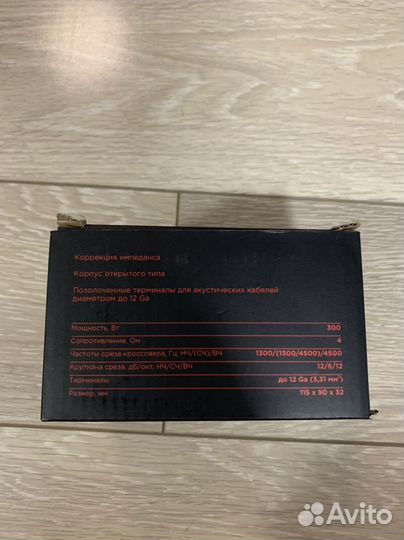 Коррекция импеданса
Корпус открытого типа
Позолоченные терминалы для акустических кабелей
диаметром до 12 Ga
Мощность, Вт 300
Сопротивление, Ом 4
Частоты среза кроссовера, Гц, НЧ/(СЧ)/ВЧ 1300/(1300/4500)/4500
Крутизна среза, дБ/окт, НЧ/СЧ/ВЧ 12/6/12
Терминалы до 12 Ga (3,31 мм²)
Размер, мм 115 x 90 x 32
Avito